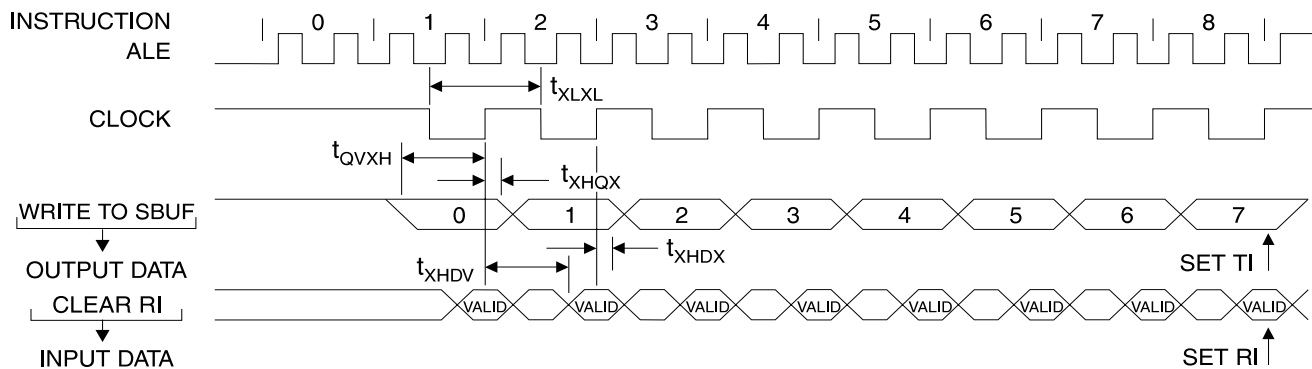 INSTRUCTION 0 1 2 3 4 5 6 7 8
ALE
tXLXL
CLOCK
tQVXH
tXHQX
WRITE TO SBUF 0 1 2 3 4 5 6 7
tXHDX
OUTPUT DATA tXHDV SET TI
CLEAR RI VALID VALID VALID VALID VALID VALID VALID VALID
INPUT DATA SET RI